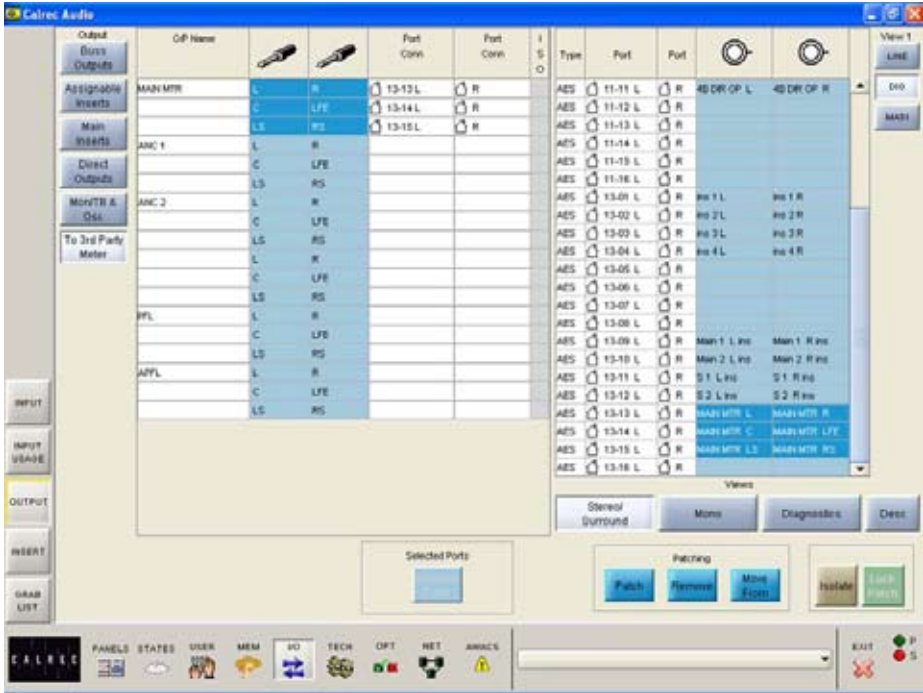 Calrec Audio
Output
Buss Outputs
Assignable Inserts
Main Inserts
Direct Outputs
Mon/TB & Osc
To 3rd Party Meter
INPUT
INPUT USAGE
OUTPUT
INSERT
GRAB LIST
O/P Name Port Conn Port Conn I S O
MAIN MTR L R 13-13 L R
C LFE 13-14 L R
LS RS 13-15 L R
ANC 1 L R
C LFE
LS RS
ANC 2 L R
C LFE
LS RS
L R
C LFE
LS RS
PFL L R
C LFE
LS RS
APFL L R
C LFE
LS RS
Type Port Port
AES 11-11 L R 4B DIR OP L 4B DIR OP R
AES 11-12 L R
AES 11-13 L R
AES 11-14 L R
AES 11-15 L R
AES 11-16 L R
AES 13-01 L R Ins 1 L Ins 1 R
AES 13-02 L R Ins 2 L Ins 2 R
AES 13-03 L R Ins 3 L Ins 3 R
AES 13-04 L R Ins 4 L Ins 4 R
AES 13-05 L R
AES 13-06 L R
AES 13-07 L R
AES 13-08 L R
AES 13-09 L R Main 1 L ins Main 1 R ins
AES 13-10 L R Main 2 L ins Main 2 R ins
AES 13-11 L R S 1 L ins S 1 R ins
AES 13-12 L R S 2 L ins S 2 R ins
AES 13-13 L R MAIN MTR L MAIN MTR R
AES 13-14 L R MAIN MTR C MAIN MTR LFE
AES 13-15 L R MAIN MTR LS MAIN MTR RS
AES 13-16 L R
View 1
LINE
DIO
MADI
Views
Stereo/ Surround
Mono
Diagnostics
Desc
Selected Ports
Patching
Patch
Remove
Move From
Isolate
Lock Patch
CALREC
PANELS STATES USER MEM I/O TECH OPT NET AWACS
EXIT
P
S